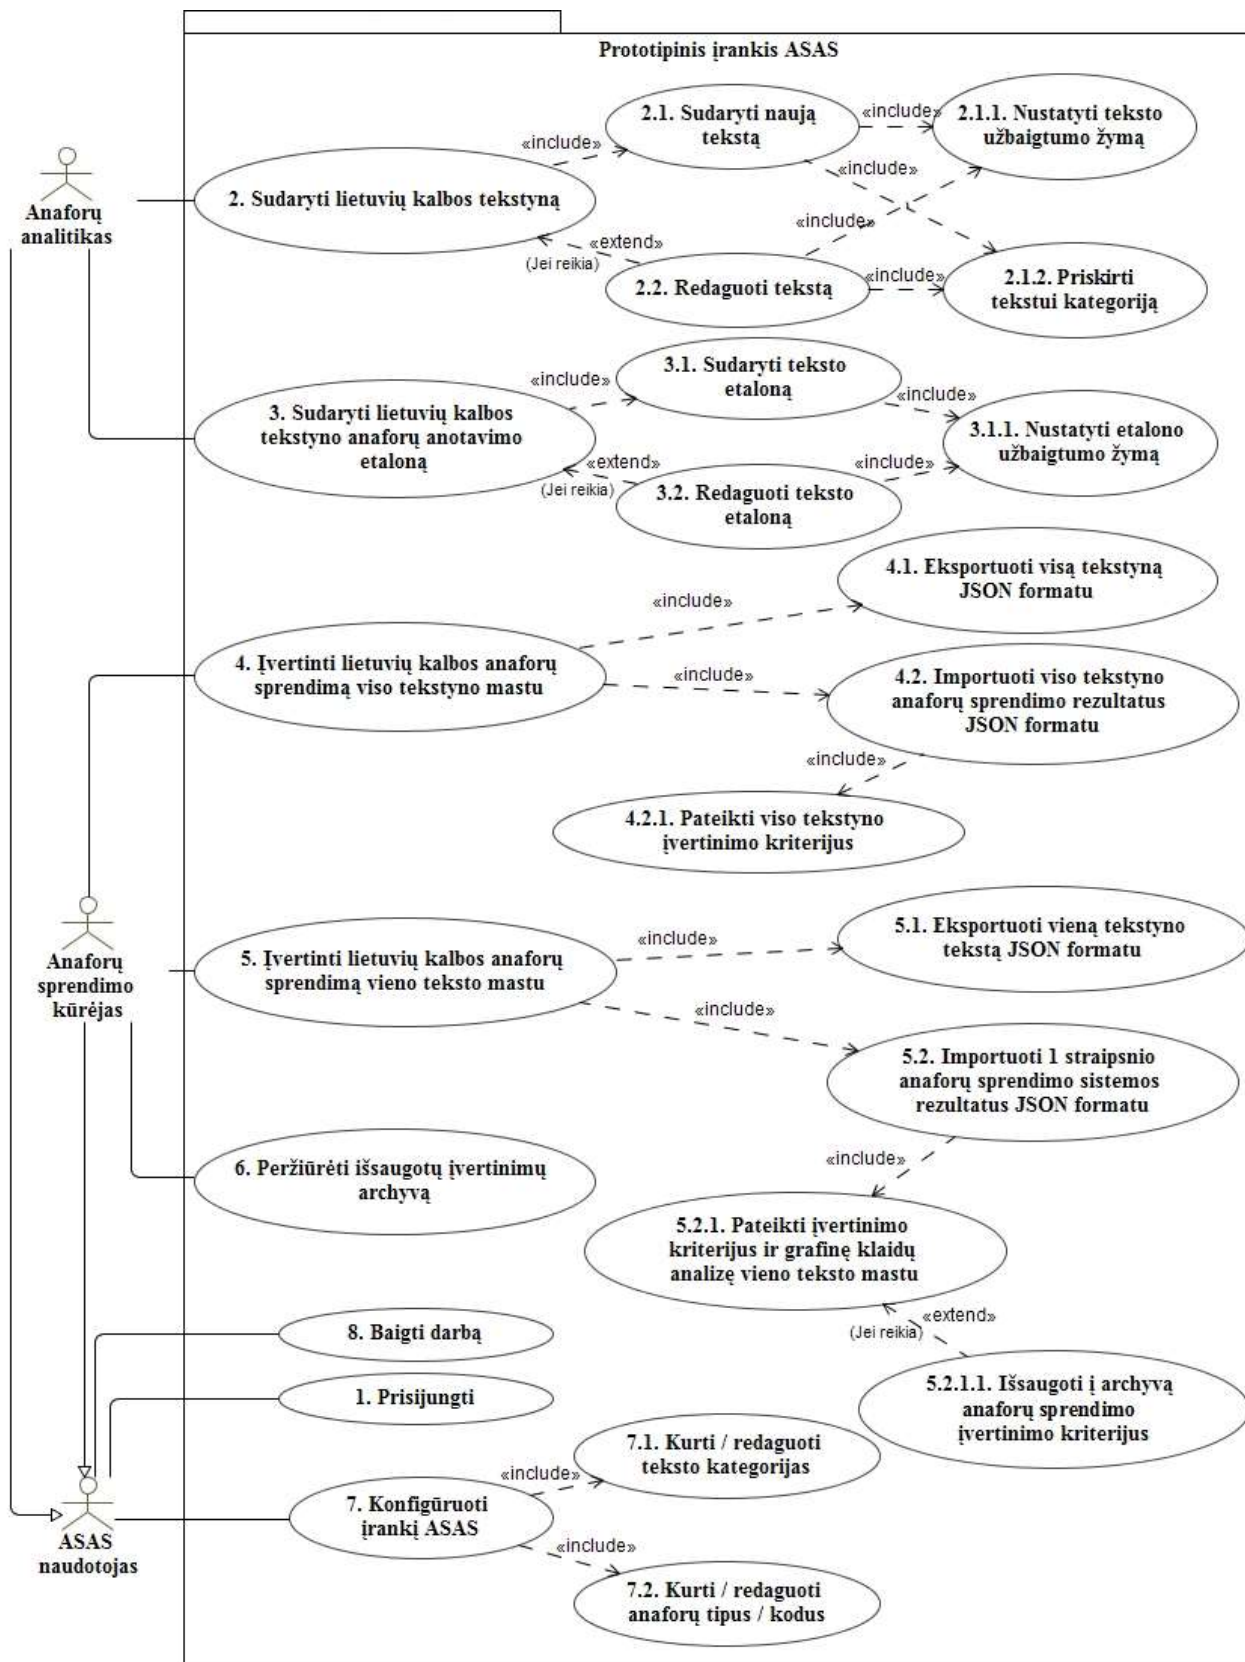 Prototipinis įrankis ASAS
2.1. Sudaryti naują
tekstą
«include»
2.1.1. Nustatyti teksto
užbaigtumo žymą
«include»
«include»
Anaforų
analitikas
2. Sudaryti lietuvių kalbos tekstyną
«include»
«extend»
(Jei reikia)
2.2. Redaguoti tekstą
«include»
2.1.2. Priskirti
tekstui kategoriją
3.1. Sudaryti teksto
etaloną
«include»
«include»
3. Sudaryti lietuvių kalbos
tekstyno anaforų anotavimo
etaloną
3.1.1. Nustatyti etalono
užbaigtumo žymą
«extend»
(Jei reikia)
«include»
3.2. Redaguoti teksto
etaloną
4.1. Eksportuoti visą tekstyną
JSON formatu
«include»
4. Įvertinti lietuvių kalbos anaforų
sprendimą viso tekstyno mastu
«include»
4.2. Importuoti viso tekstyno
anaforų sprendimo rezultatus
JSON formatu
«include»
4.2.1. Pateikti viso tekstyno
įvertinimo kriterijus
Anaforų
sprendimo
kūrėjas
5. Įvertinti lietuvių kalbos anaforų
sprendimą vieno teksto mastu
«include»
5.1. Eksportuoti vieną tekstyno
tekstą JSON formatu
«include»
5.2. Importuoti 1 straipsnio
anaforų sprendimo sistemos
rezultatus JSON formatu
6. Peržiūrėti išsaugotų įvertinimų
archyvą
«include»
5.2.1. Pateikti įvertinimo
kriterijus ir grafinę klaidų
analizę vieno teksto mastu
«extend»
(Jei reikia)
8. Baigti darbą
1. Prisijungti
5.2.1.1. Išsaugoti į archyvą
anaforų sprendimo
įvertinimo kriterijus
7.1. Kurti / redaguoti
teksto kategorijas
«include»
7. Konfigūruoti
įrankį ASAS
ASAS
naudotojas
«include»
7.2. Kurti / redaguoti
anaforų tipus / kodus